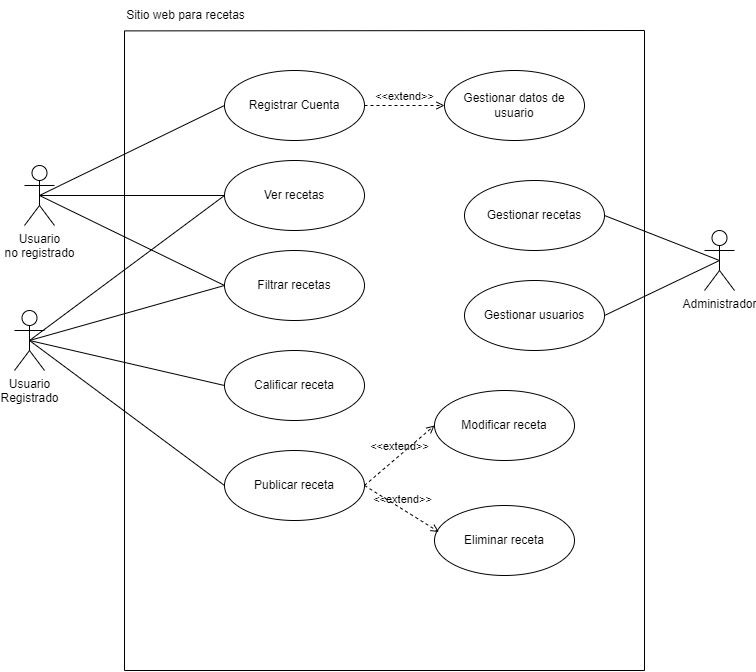 Sitio web para recetas
Registrar Cuenta
<<extend>>
Gestionar datos de
usuario
Ver recetas
Gestionar recetas
Usuario
no registrado
Filtrar recetas
Gestionar usuarios
Administrador
Usuario
Registrado
Calificar receta
Modificar receta
<<extend>>
Publicar receta
<<extend>>
Eliminar receta